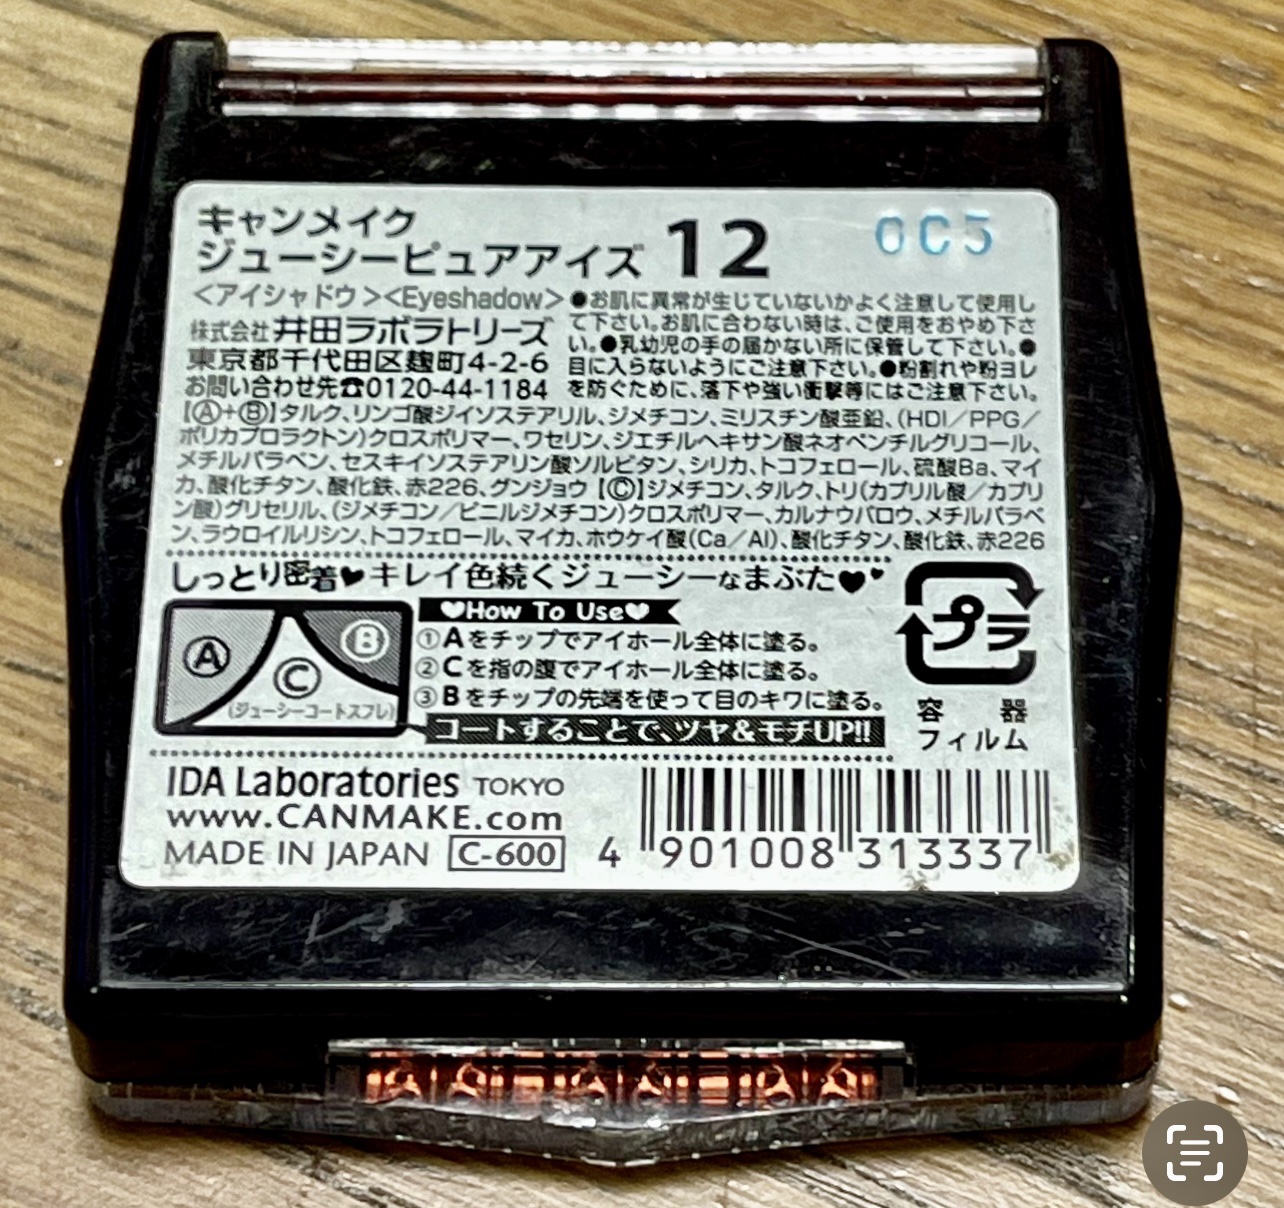 キャンメイク
ジューシーピュアアイズ 12
0C5
<アイシャドウ><Eyeshadow>
株式会社 井田ラボラトリーズ
東京都千代田区麹町4-2-6
お問い合わせ先☎0120-44-1184
●お肌に異常が生じていないかよく注意して使用し
て下さい。お肌に合わない時は、ご使用をおやめ下さ
い。●乳幼児の手の届かない所に保管して下さい。●
目に入らないようにご注意下さい。●粉割れや粉ヨレ
を防ぐために、落下や強い衝撃等にはご注意下さい。
【Ⓐ+Ⓑ】タルク、リンゴ酸ジイソステアリル、ジメチコン、ミリスチン酸亜鉛、(HDI／PPG／
ポリカプロラクトン)クロスポリマー、ワセリン、ジエチルヘキサン酸ネオペンチルグリコール、
メチルパラベン、セスキイソステアリン酸ソルビタン、シリカ、トコフェロール、硫酸Ba、マイ
カ、酸化チタン、酸化鉄、赤226、グンジョウ【Ⓒ】ジメチコン、タルク、トリ(カプリル酸／カプリ
ン酸)グリセリル、(ジメチコン／ビニルジメチコン)クロスポリマー、カルナウバロウ、メチルパラベ
ン、ラウロイルリシン、トコフェロール、マイカ、ホウケイ酸(Ca／Al)、酸化チタン、酸化鉄、赤226
しっとり密着♥キレイ色続くジューシーなまぶた♥♥
Ⓐ
Ⓑ
Ⓒ
(ジューシーコートスフレ)
♥How To Use♥
①Aをチップでアイホール全体に塗る。
②Cを指の腹でアイホール全体に塗る。
③Bをチップの先端を使って目のキワに塗る。
コートすることで、ツヤ&モチUP!!
プラ
容器
フィルム
IDA Laboratories TOKYO
www.CANMAKE.com
MADE IN JAPAN C-600
4 901008 313337